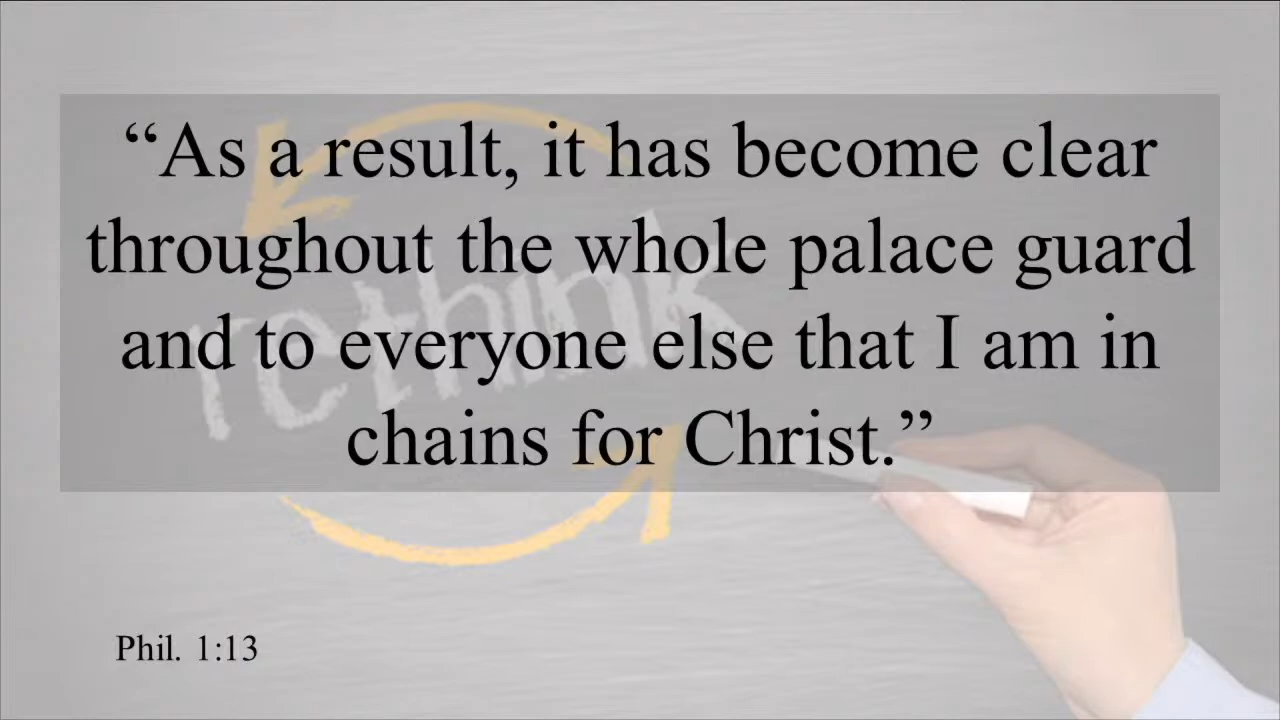 “As a result, it has become clear
throughout the whole palace guard
and to everyone else that I am in
chains for Christ.”
rethink
Phil. 1:13